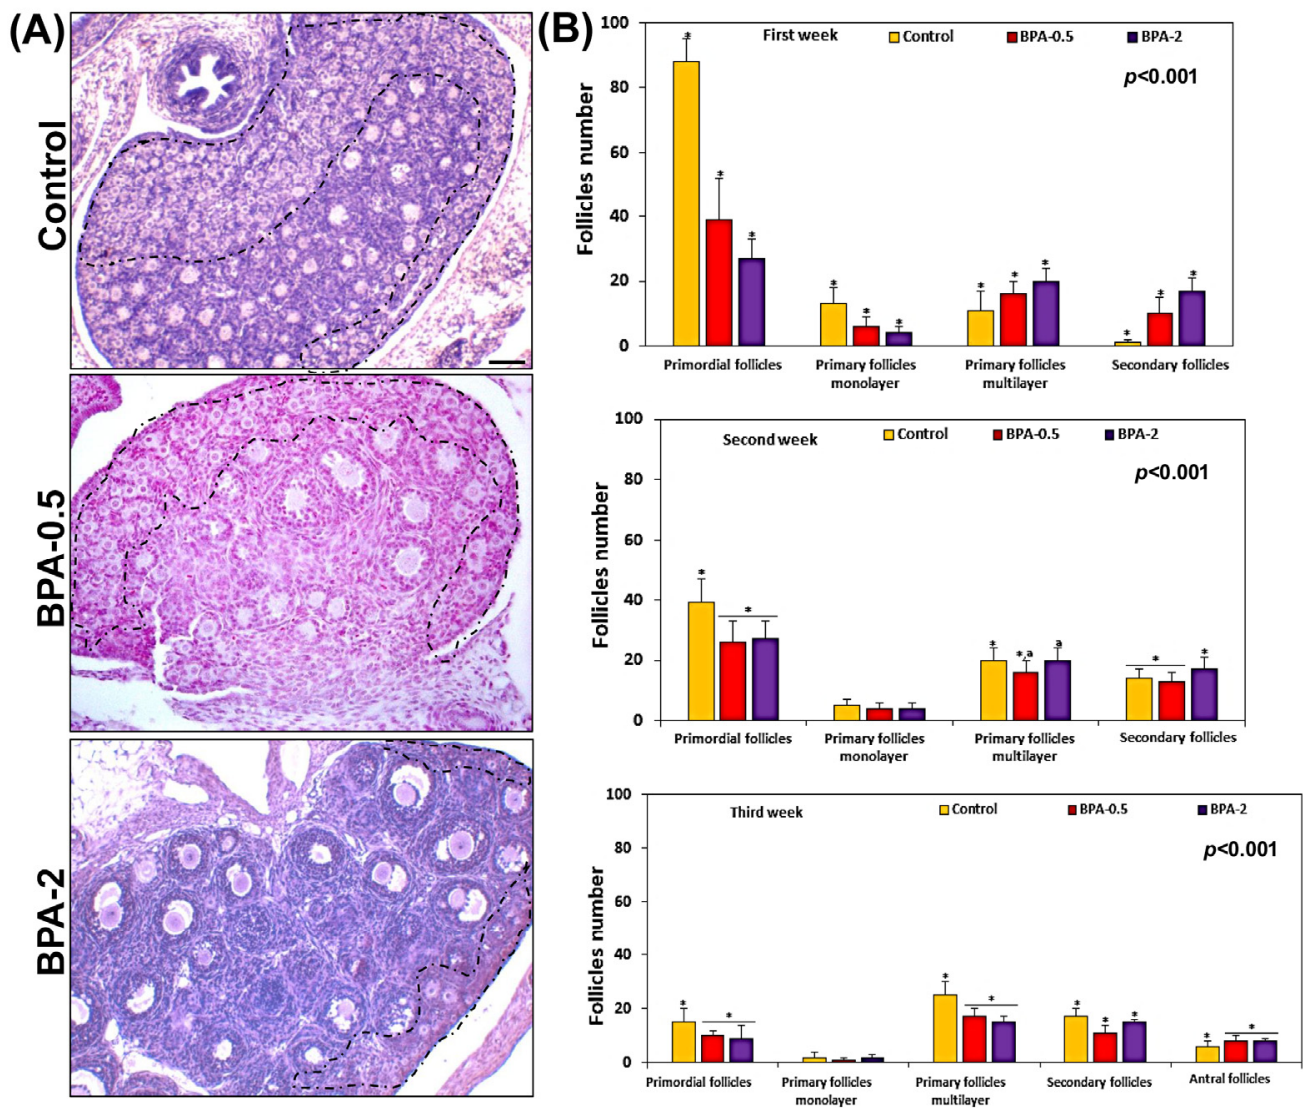 (A)
Control
BPA-0.5
BPA-2
(B)
First week
Control
BPA-0.5
BPA-2
p<0.001
Follicles number
100
80
60
40
20
0
*
*
*
*
*
*
*
*
*
*
*
*
Primordial follicles
Primary follicles
monolayer
Primary follicles
multilayer
Secondary follicles
Second week
Control
BPA-0.5
BPA-2
p<0.001
Follicles number
100
80
60
40
20
0
*
*
*
*,a
a
*
*
Primordial follicles
Primary follicles
monolayer
Primary follicles
multilayer
Secondary follicles
Third week
Control
BPA-0.5
BPA-2
p<0.001
Follicles number
100
80
60
40
20
0
*
*
*
*
*
*
*
*
*
Primordial follicles
Primary follicles
monolayer
Primary follicles
multilayer
Secondary follicles
Antral follicles